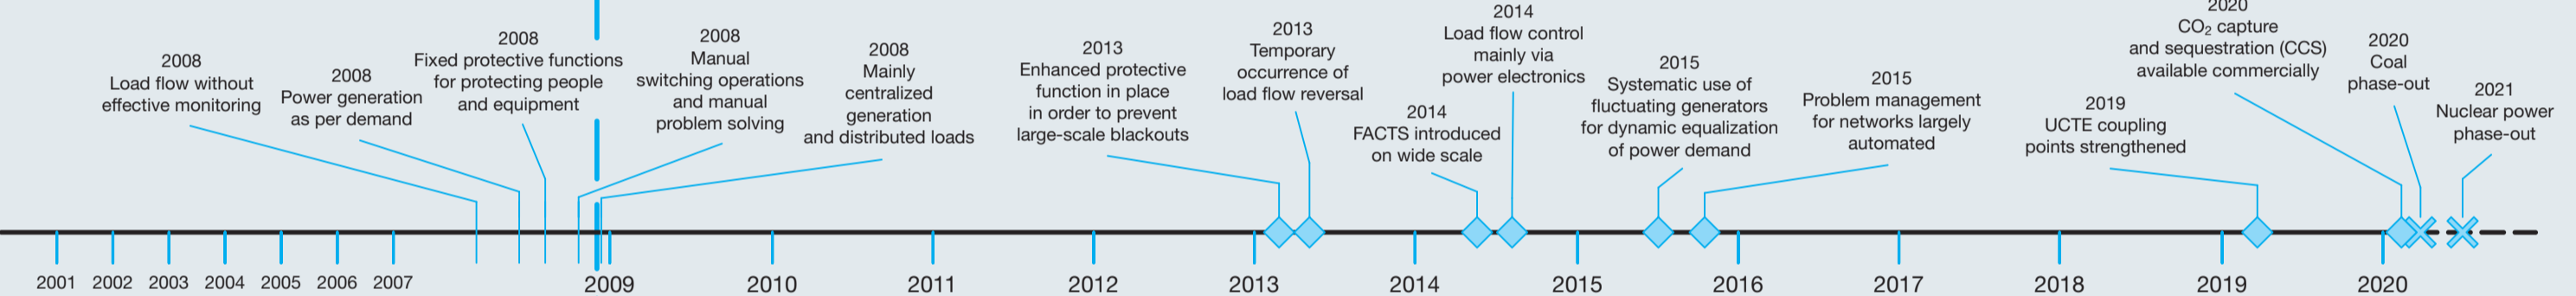 2008
Load flow without
effective monitoring
2008
Power generation
as per demand
2008
Fixed protective functions
for protecting people
and equipment
2008
Manual
switching operations
and manual
problem solving
2008
Mainly
centralized
generation
and distributed loads
2013
Enhanced protective
function in place
in order to prevent
large-scale blackouts
2013
Temporary
occurrence of
load flow reversal
2014
FACTS introduced
on wide scale
2014
Load flow control
mainly via
power electronics
2015
Systematic use of
fluctuating generators
for dynamic equalization
of power demand
2015
Problem management
for networks largely
automated
2019
UCTE coupling
points strengthened
2020
CO₂ capture
and sequestration (CCS)
available commercially
2020
Coal
phase-out
2021
Nuclear power
phase-out
2001 2002 2003 2004 2005 2006 2007 2009 2010 2011 2012 2013 2014 2015 2016 2017 2018 2019 2020